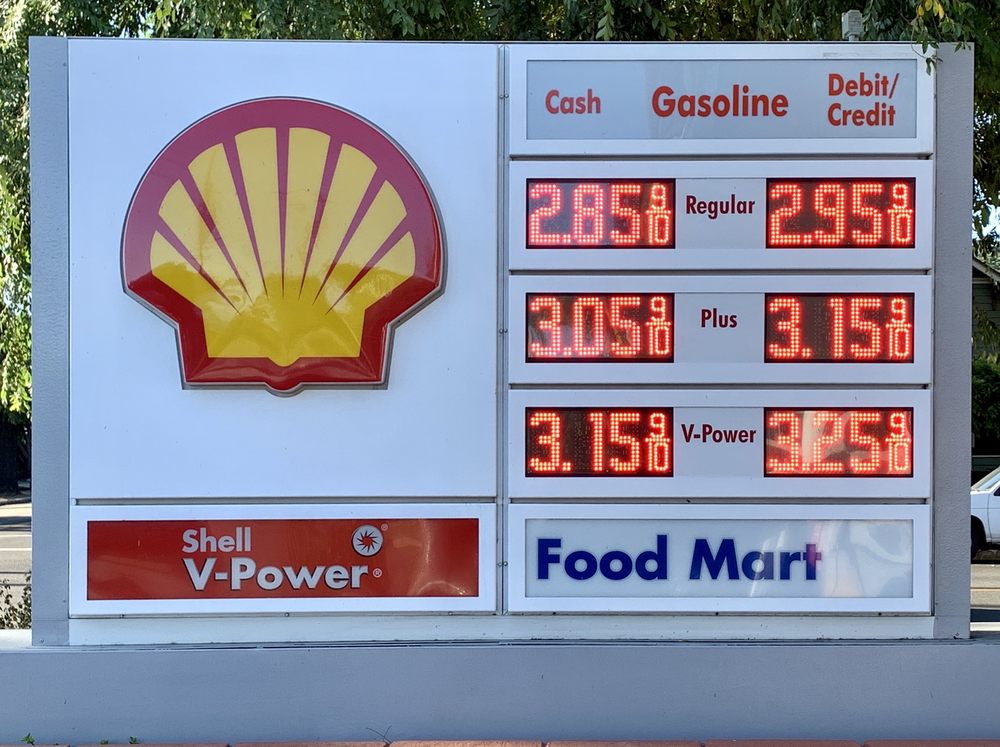 Cash Gasoline Debit/
Credit
2.85 9/10 Regular 2.95 9/10
3.05 9/10 Plus 3.15 9/10
3.15 9/10 V-Power 3.25 9/10
Shell ®
V-Power®
Food Mart